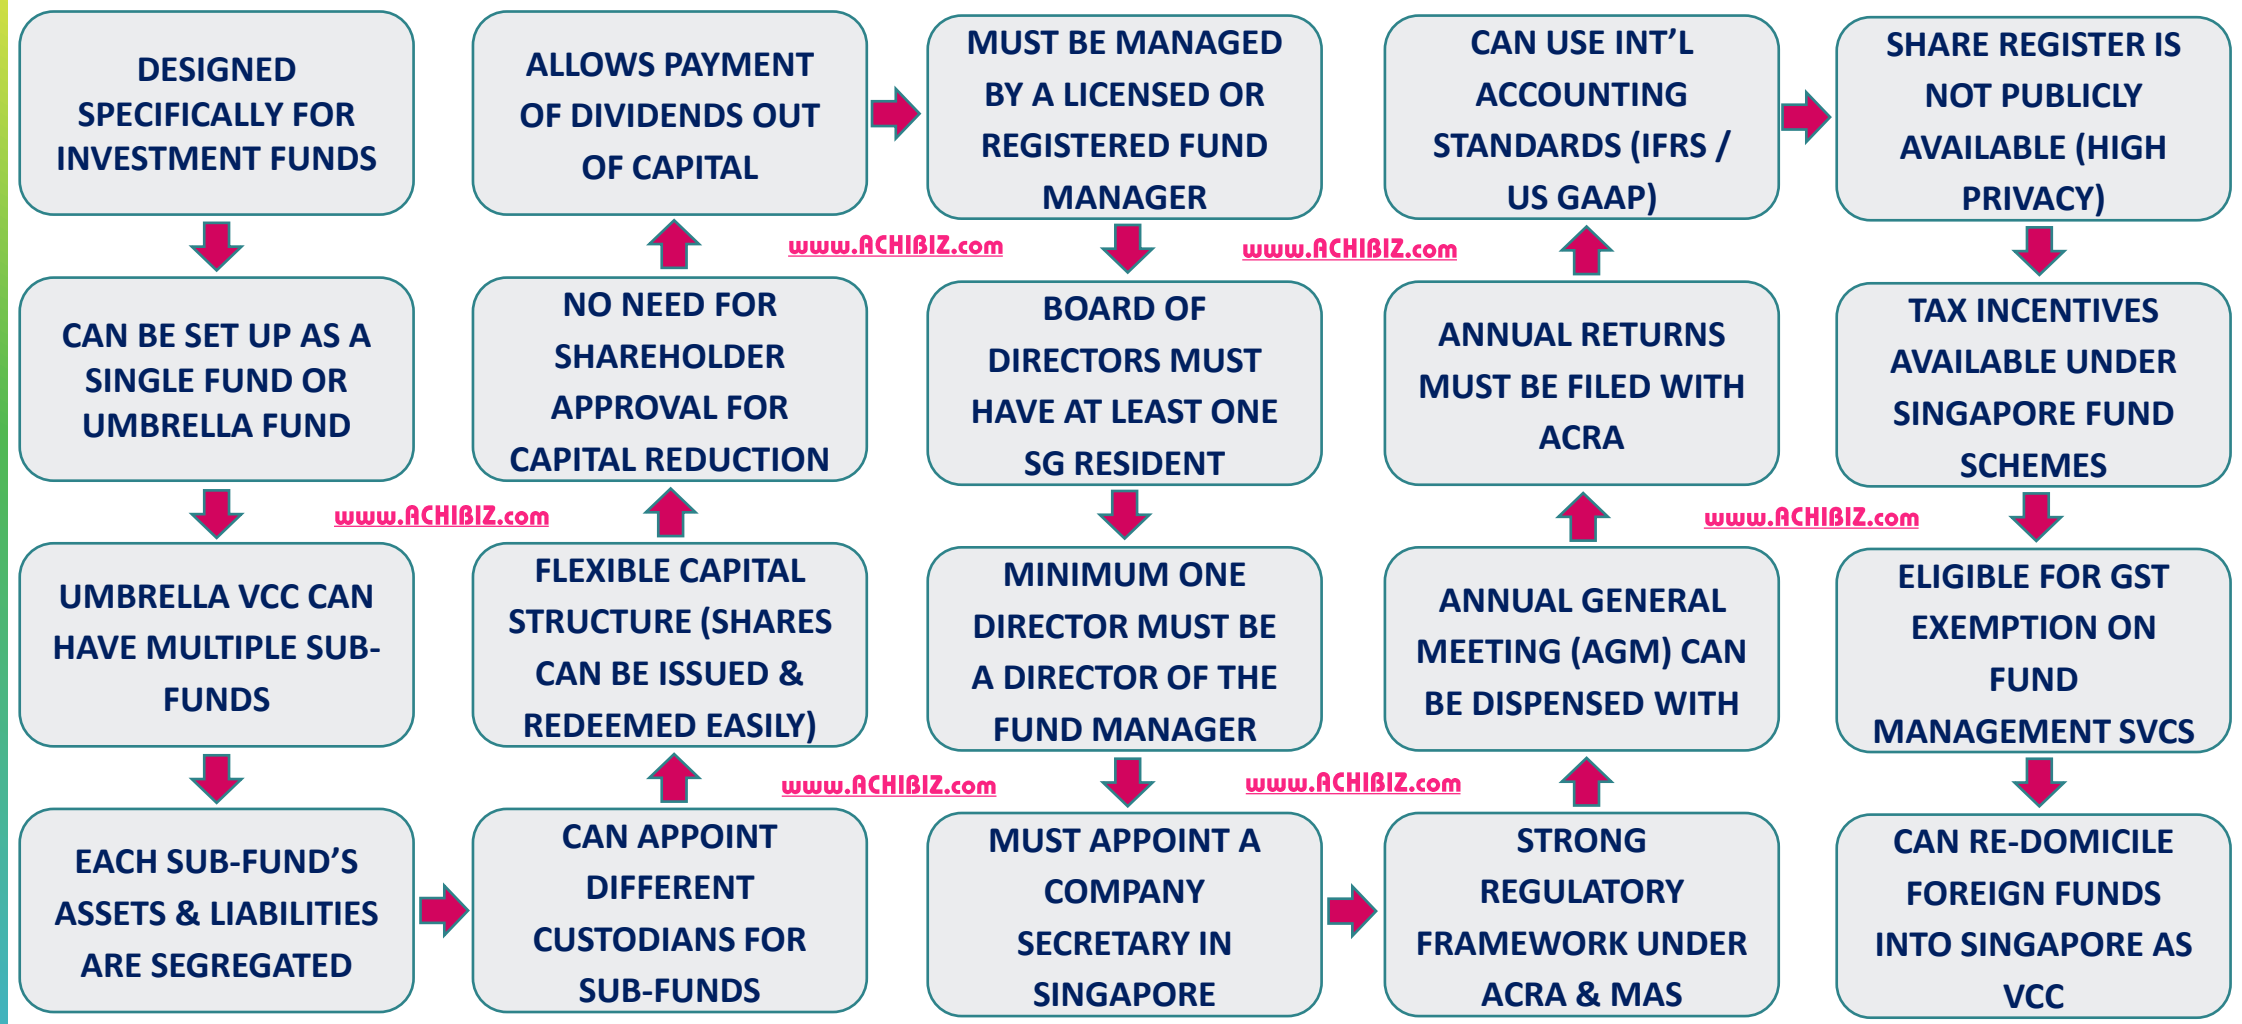 DESIGNED
SPECIFICALLY FOR
INVESTMENT FUNDS
CAN BE SET UP AS A
SINGLE FUND OR
UMBRELLA FUND
www.ACHIBIZ.com
UMBRELLA VCC CAN
HAVE MULTIPLE SUB-
FUNDS
EACH SUB-FUND'S
ASSETS & LIABILITIES
ARE SEGREGATED
CAN APPOINT
DIFFERENT
CUSTODIANS FOR
SUB-FUNDS
FLEXIBLE CAPITAL
STRUCTURE (SHARES
CAN BE ISSUED &
REDEEMED EASILY)
www.ACHIBIZ.com
NO NEED FOR
SHAREHOLDER
APPROVAL FOR
CAPITAL REDUCTION
ALLOWS PAYMENT
OF DIVIDENDS OUT
OF CAPITAL
www.ACHIBIZ.com
MUST BE MANAGED
BY A LICENSED OR
REGISTERED FUND
MANAGER
BOARD OF
DIRECTORS MUST
HAVE AT LEAST ONE
SG RESIDENT
MINIMUM ONE
DIRECTOR MUST BE
A DIRECTOR OF THE
FUND MANAGER
MUST APPOINT A
COMPANY
SECRETARY IN
SINGAPORE
www.ACHIBIZ.com
STRONG
REGULATORY
FRAMEWORK UNDER
ACRA & MAS
ANNUAL GENERAL
MEETING (AGM) CAN
BE DISPENSED WITH
ANNUAL RETURNS
MUST BE FILED WITH
ACRA
www.ACHIBIZ.com
CAN USE INT'L
ACCOUNTING
STANDARDS (IFRS /
US GAAP)
SHARE REGISTER IS
NOT PUBLICLY
AVAILABLE (HIGH
PRIVACY)
TAX INCENTIVES
AVAILABLE UNDER
SINGAPORE FUND
SCHEMES
www.ACHIBIZ.com
ELIGIBLE FOR GST
EXEMPTION ON
FUND
MANAGEMENT SVCS
CAN RE-DOMICILE
FOREIGN FUNDS
INTO SINGAPORE AS
VCC